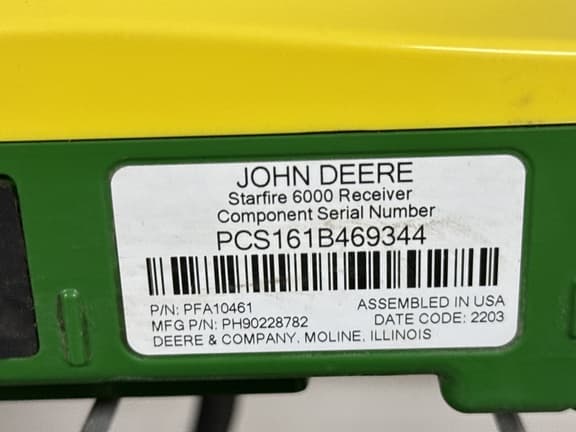 JOHN DEERE
Starfire 6000 Receiver
Component Serial Number
PCS161B469344
P/N: PFA10461
ASSEMBLED IN USA
MFG P/N: PH90228782
DATE CODE: 2203
DEERE & COMPANY, MOLINE, ILLINOIS